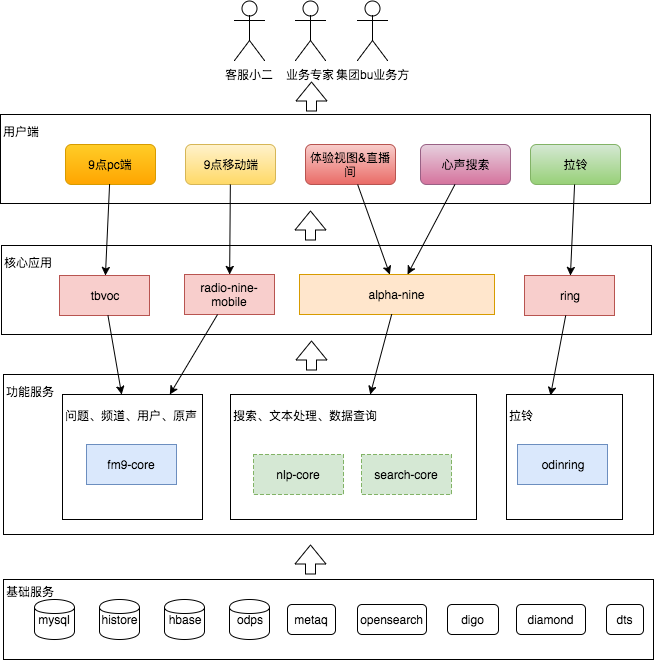 客服小二
业务专家
集团bu业务方
用户端
9点pc端
9点移动端
体验视图&直播
间
心声搜索
拉铃
核心应用
tbvoc
radio-nine-
mobile
alpha-nine
ring
功能服务
问题、频道、用户、原声
fm9-core
搜索、文本处理、数据查询
nlp-core
search-core
拉铃
odinring
基础服务
mysql
histore
hbase
odps
metaq
opensearch
digo
diamond
dts